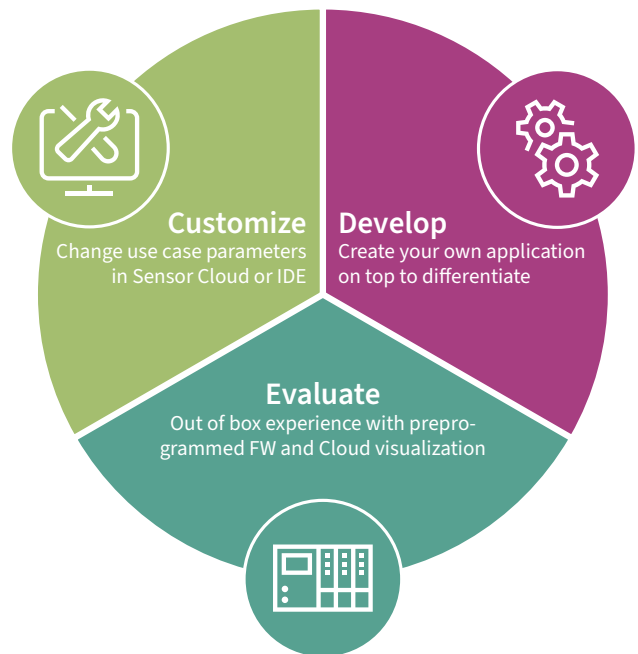 Customize
Change use case parameters
in Sensor Cloud or IDE
Develop
Create your own application
on top to differentiate
Evaluate
Out of box experience with prepro-
grammed FW and Cloud visualization